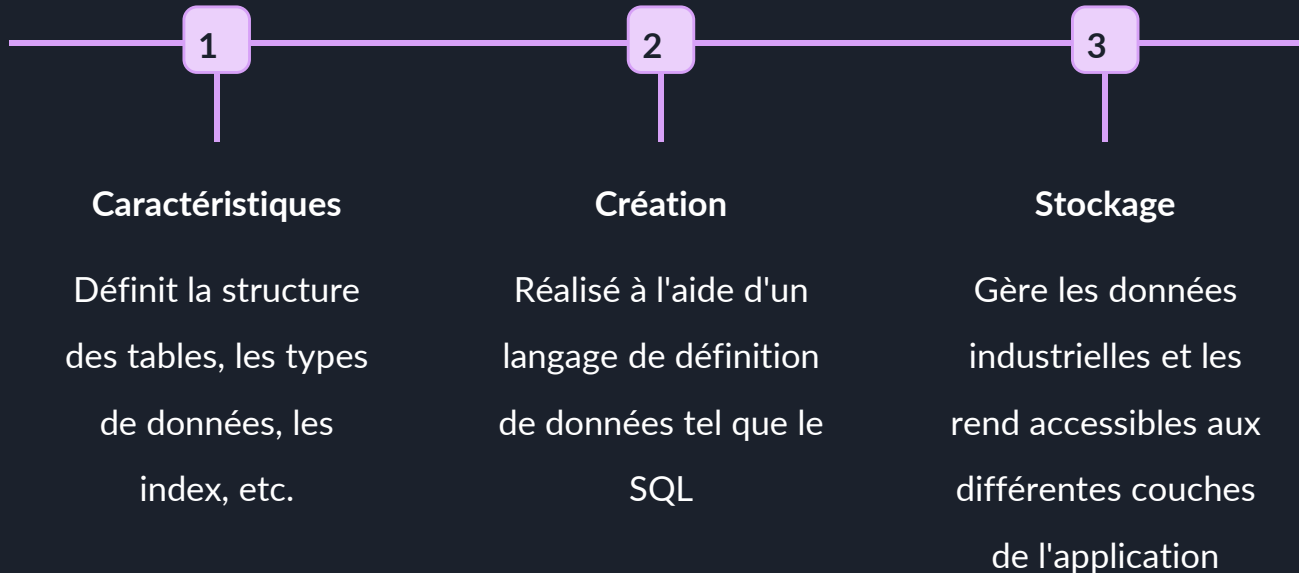 1
2
3
Caractéristiques
Définit la structure
des tables, les types
de données, les
index, etc.
Création
Réalisé à l'aide d'un
langage de définition
de données tel que le
SQL
Stockage
Gère les données
industrielles et les
rend accessibles aux
différentes couches
de l'application